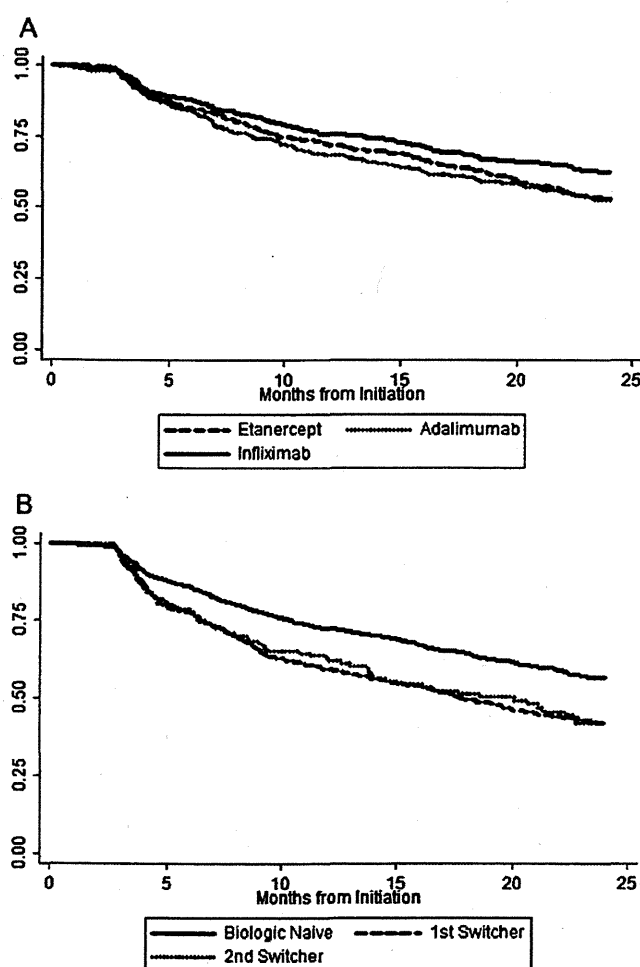 A
1.00
0.75
0.50
0.25
0.00
0 5 10 15 20 25
Months from Initiation
Etanercept Adalimumab
Infliximab
B
1.00
0.75
0.50
0.25
0.00
0 5 10 15 20 25
Months from Initiation
Biologic Naive 1st Switcher
2nd Switcher